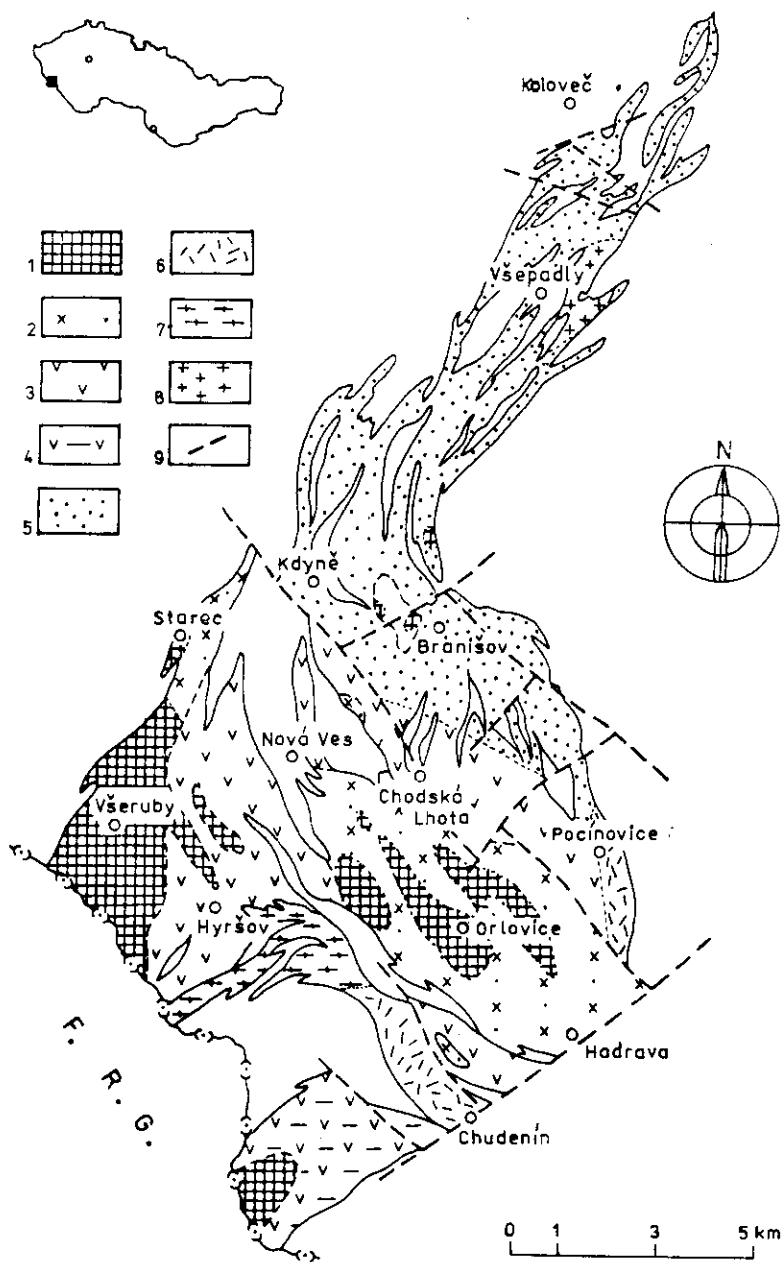 Koloveč
1
6
Všepadly
2
7
3
8
4
9
N
5
Kdyně
Starec
Branišov
Nová Ves
Chodská
Lhota
Všeruby
Pocinovice
Orlovice
Hyršov
F. R. G.
Hadrava
Chudenín
0 1 3 5 km